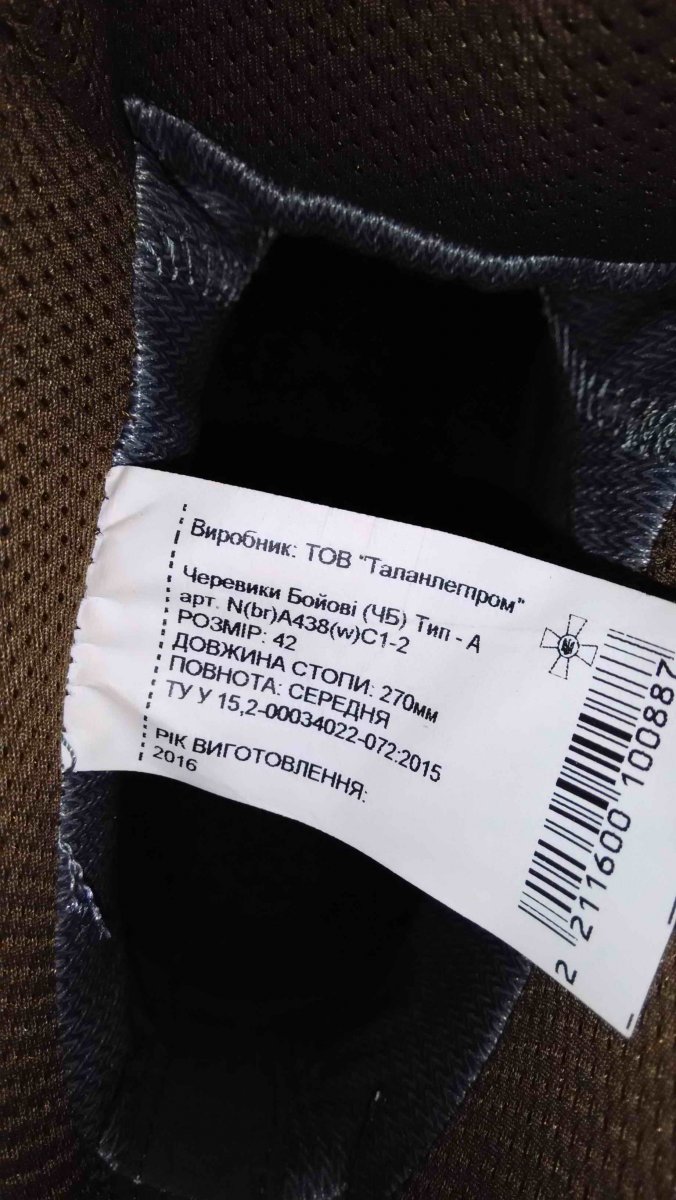 Виробник: ТОВ "Таланлегпром"
Черевики Бойові (ЧБ) Тип - А
арт. N(br)A438(w)C1-2
РОЗМІР: 42
ДОВЖИНА СТОПИ: 270мм
ПОВНОТА: СЕРЕДНЯ
ТУ У 15,2-00034022-072:2015
РІК ВИГОТОВЛЕННЯ:
2016
2 211600 100887